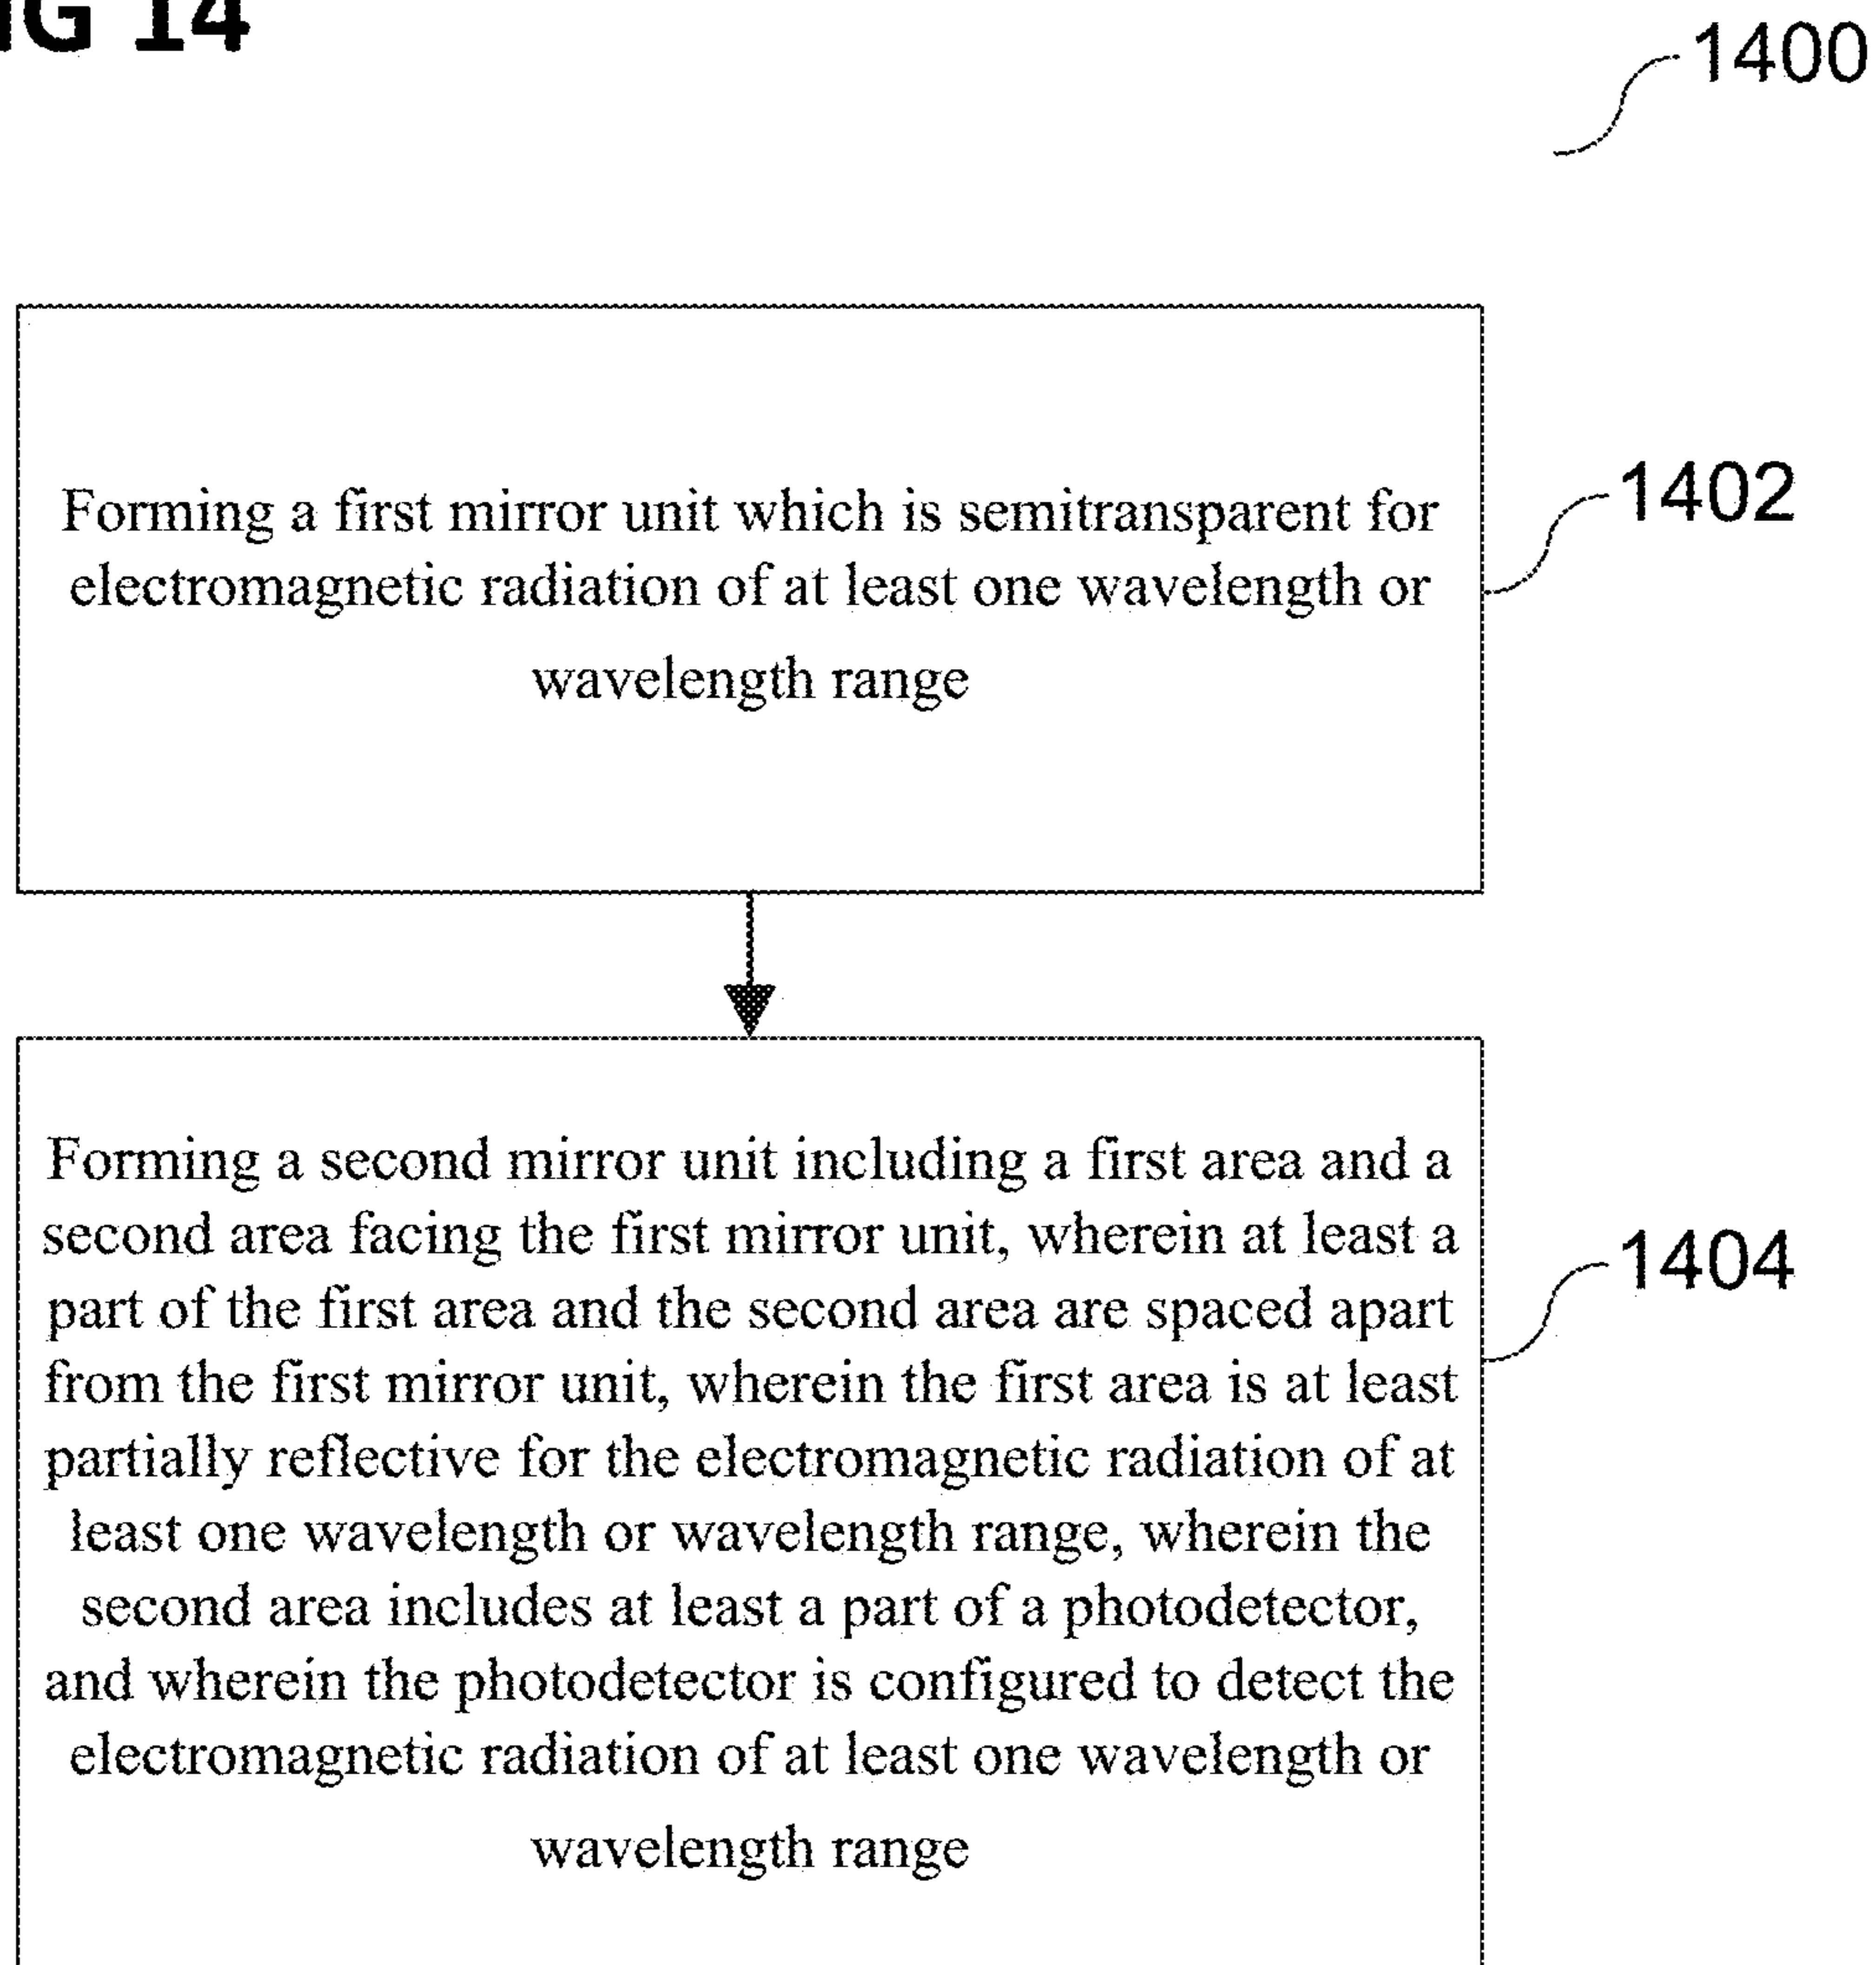 IG 14
1400
Forming a first mirror unit which is semitransparent for
electromagnetic radiation of at least one wavelength or
wavelength range
1402
Forming a second mirror unit including a first area and a
second area facing the first mirror unit, wherein at least a
part of the first area and the second area are spaced apart
from the first mirror unit, wherein the first area is at least
partially reflective for the electromagnetic radiation of at
least one wavelength or wavelength range, wherein the
second area includes at least a part of a photodetector,
and wherein the photodetector is configured to detect the
electromagnetic radiation of at least one wavelength or
wavelength range
1404